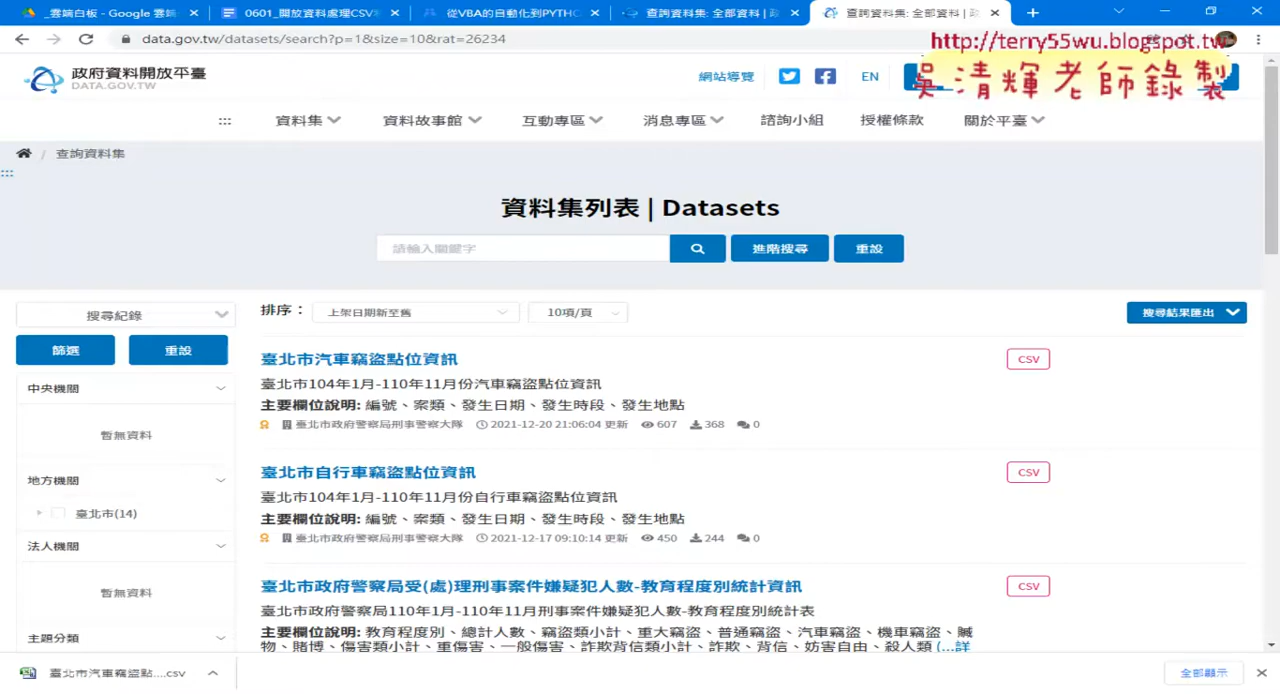 _雲端白板 - Google 雲端
0601_開放資料處理CSV
從VBA的自動化到PYTHO
查詢資料集: 全部資料 | 政
查詢資料集: 全部資料 | 政
data.gov.tw/datasets/search?p=1&size=10&rat=26234
http://terry55wu.blogspot.tw
吳清輝老師錄製
政府資料開放平臺
DATA.GOV.TW
網站導覽
EN
資料集
資料故事館
互動專區
消息專區
諮詢小組
授權條款
關於平臺
/ 查詢資料集
資料集列表 | Datasets
請輸入關鍵字
進階搜尋
重設
搜尋紀錄
排序：
上架日期新至舊
10項/頁
搜尋結果匯出
篩選
重設
臺北市汽車竊盜點位資訊
CSV
臺北市104年1月-110年11月份汽車竊盜點位資訊
主要欄位說明: 編號、案類、發生日期、發生時段、發生地點
臺北市政府警察局刑事警察大隊 2021-12-20 21:06:04 更新 607 368 0
中央機關
暫無資料
地方機關
臺北市(14)
法人機關
暫無資料
主題分類
臺北市自行車竊盜點位資訊
CSV
臺北市104年1月-110年11月份自行車竊盜點位資訊
主要欄位說明: 編號、案類、發生日期、發生時段、發生地點
臺北市政府警察局刑事警察大隊 2021-12-17 09:10:14 更新 450 244 0
臺北市政府警察局受(處)理刑事案件嫌疑犯人數-教育程度別統計資訊
CSV
臺北市政府警察局110年1月-110年11月刑事案件嫌疑犯人數-教育程度別統計表
主要欄位說明: 教育程度別、總計人數、竊盜類小計、重大竊盜、普通竊盜、汽車竊盜、機車竊盜、贓
物、賭博、傷害類小計、重傷害、一般傷害、詐欺背信類小計、詐欺、背信、妨害自由、殺人類 (...詳
臺北市汽車竊盜點....csv
全部顯示